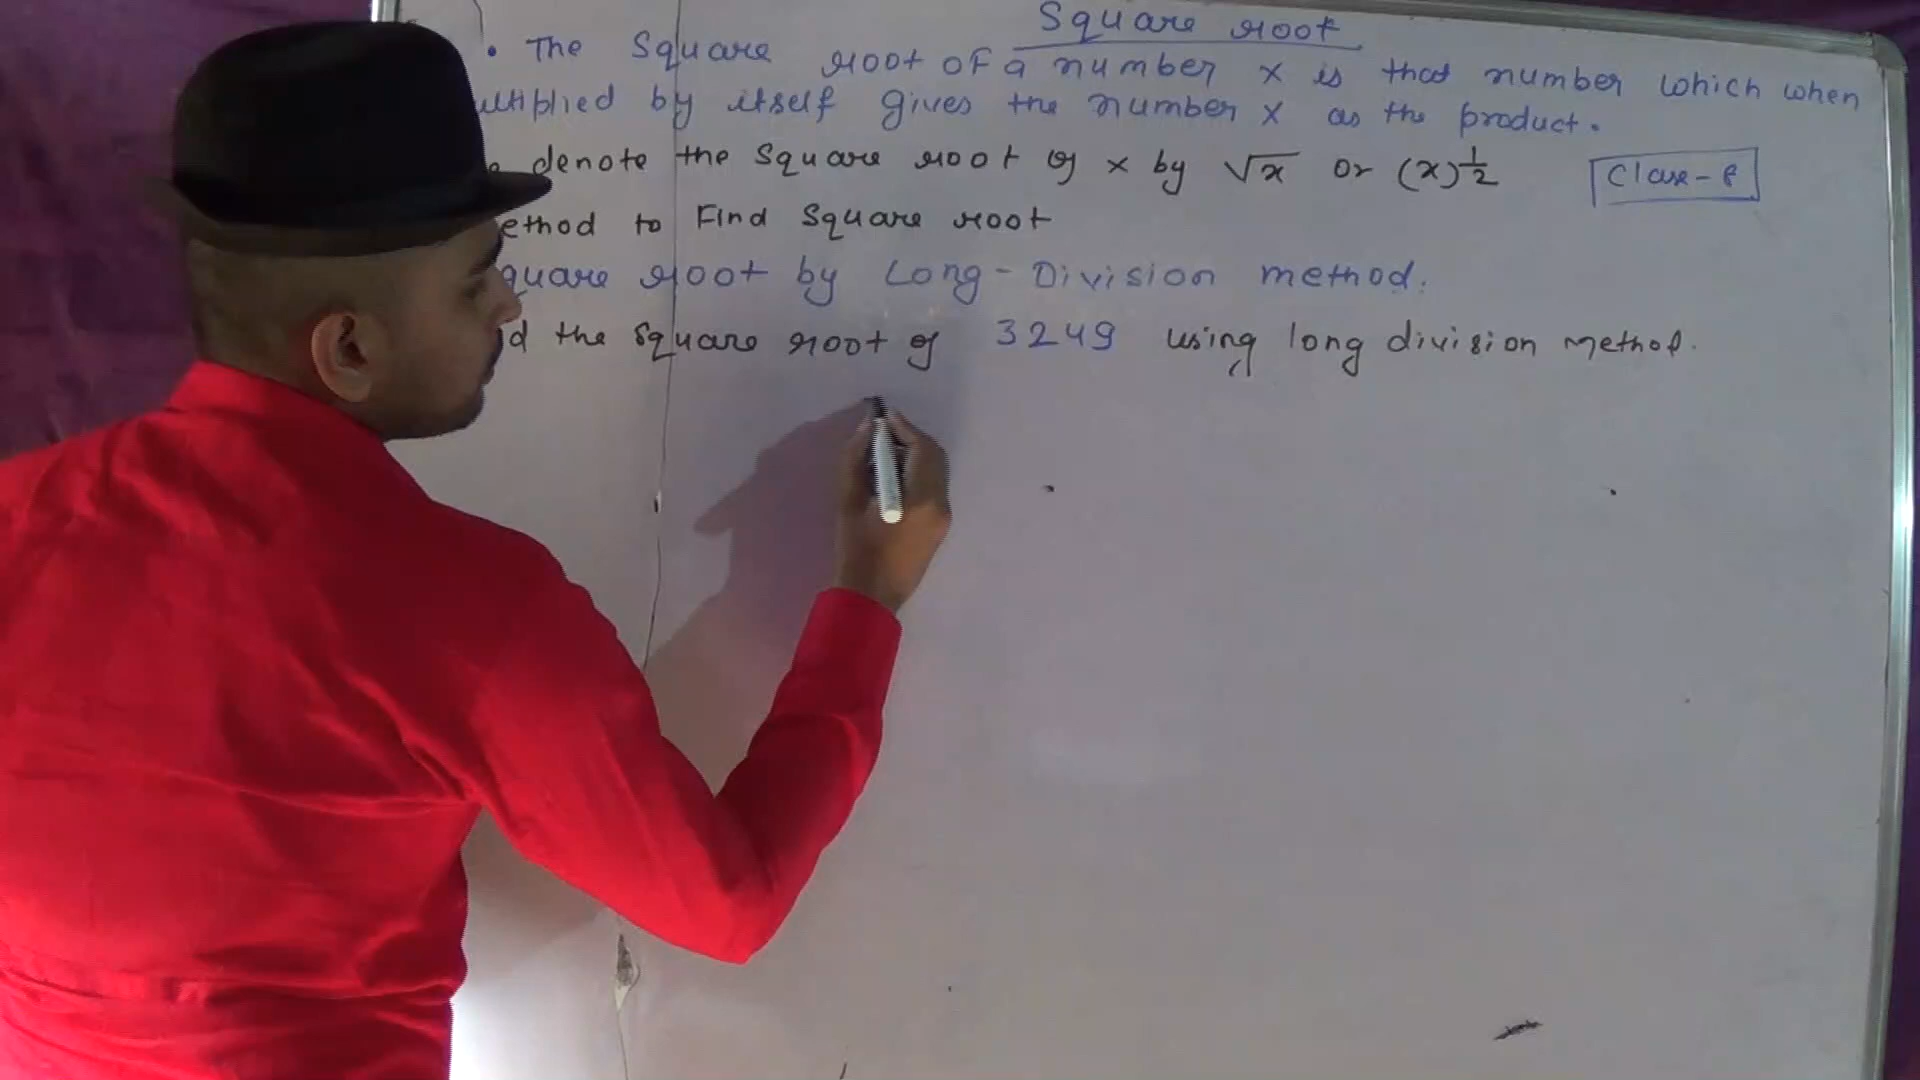 Square root
• The Square root of a number x is that number which when
ultiplied by itself gives the number x as the product.
denote the square root of x by √x or (x)^1/2
Class-8
ethod to Find Square root
quare root by Long-Division method.
d the square root of 3249 using long division method.